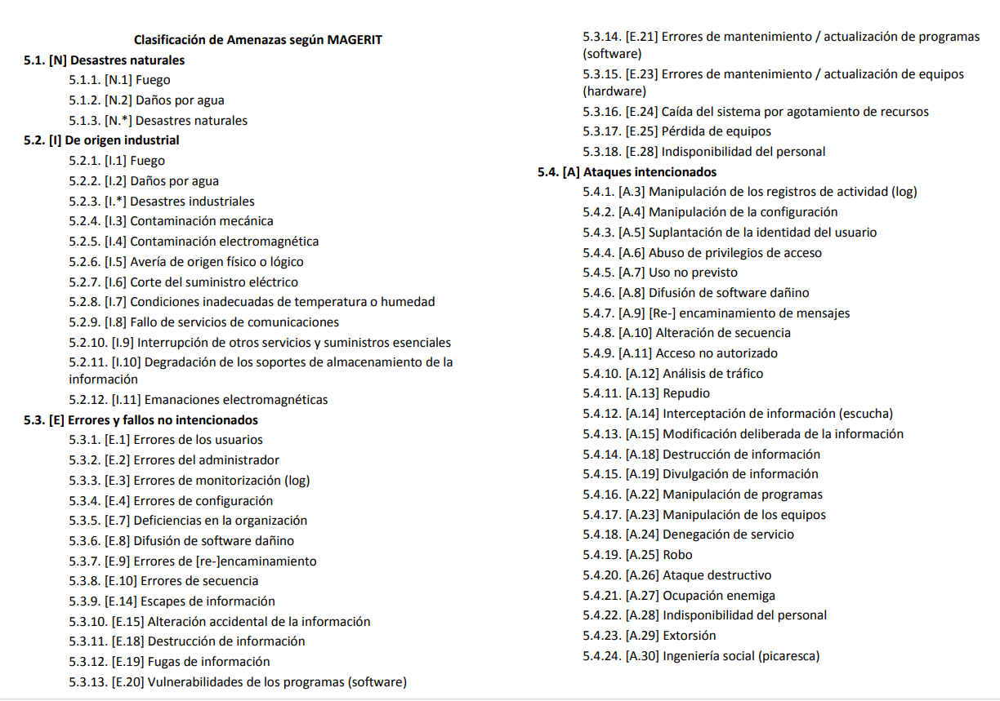 Clasificación de Amenazas según MAGERIT
5.1. [N] Desastres naturales
5.1.1. [N.1] Fuego
5.1.2. [N.2] Daños por agua
5.1.3. [N.*] Desastres naturales
5.2. [I] De origen industrial
5.2.1. [I.1] Fuego
5.2.2. [I.2] Daños por agua
5.2.3. [I.*] Desastres industriales
5.2.4. [I.3] Contaminación mecánica
5.2.5. [I.4] Contaminación electromagnética
5.2.6. [I.5] Avería de origen físico o lógico
5.2.7. [I.6] Corte del suministro eléctrico
5.2.8. [I.7] Condiciones inadecuadas de temperatura o humedad
5.2.9. [I.8] Fallo de servicios de comunicaciones
5.2.10. [I.9] Interrupción de otros servicios y suministros esenciales
5.2.11. [I.10] Degradación de los soportes de almacenamiento de la
información
5.2.12. [I.11] Emanaciones electromagnéticas
5.3. [E] Errores y fallos no intencionados
5.3.1. [E.1] Errores de los usuarios
5.3.2. [E.2] Errores del administrador
5.3.3. [E.3] Errores de monitorización (log)
5.3.4. [E.4] Errores de configuración
5.3.5. [E.7] Deficiencias en la organización
5.3.6. [E.8] Difusión de software dañino
5.3.7. [E.9] Errores de [re-]encaminamiento
5.3.8. [E.10] Errores de secuencia
5.3.9. [E.14] Escapes de información
5.3.10. [E.15] Alteración accidental de la información
5.3.11. [E.18] Destrucción de información
5.3.12. [E.19] Fugas de información
5.3.13. [E.20] Vulnerabilidades de los programas (software)
5.3.14. [E.21] Errores de mantenimiento / actualización de programas
(software)
5.3.15. [E.23] Errores de mantenimiento / actualización de equipos
(hardware)
5.3.16. [E.24] Caída del sistema por agotamiento de recursos
5.3.17. [E.25] Pérdida de equipos
5.3.18. [E.28] Indisponibilidad del personal
5.4. [A] Ataques intencionados
5.4.1. [A.3] Manipulación de los registros de actividad (log)
5.4.2. [A.4] Manipulación de la configuración
5.4.3. [A.5] Suplantación de la identidad del usuario
5.4.4. [A.6] Abuso de privilegios de acceso
5.4.5. [A.7] Uso no previsto
5.4.6. [A.8] Difusión de software dañino
5.4.7. [A.9] [Re-] encaminamiento de mensajes
5.4.8. [A.10] Alteración de secuencia
5.4.9. [A.11] Acceso no autorizado
5.4.10. [A.12] Análisis de tráfico
5.4.11. [A.13] Repudio
5.4.12. [A.14] Interceptación de información (escucha)
5.4.13. [A.15] Modificación deliberada de la información
5.4.14. [A.18] Destrucción de información
5.4.15. [A.19] Divulgación de información
5.4.16. [A.22] Manipulación de programas
5.4.17. [A.23] Manipulación de los equipos
5.4.18. [A.24] Denegación de servicio
5.4.19. [A.25] Robo
5.4.20. [A.26] Ataque destructivo
5.4.21. [A.27] Ocupación enemiga
5.4.22. [A.28] Indisponibilidad del personal
5.4.23. [A.29] Extorsión
5.4.24. [A.30] Ingeniería social (picaresca)